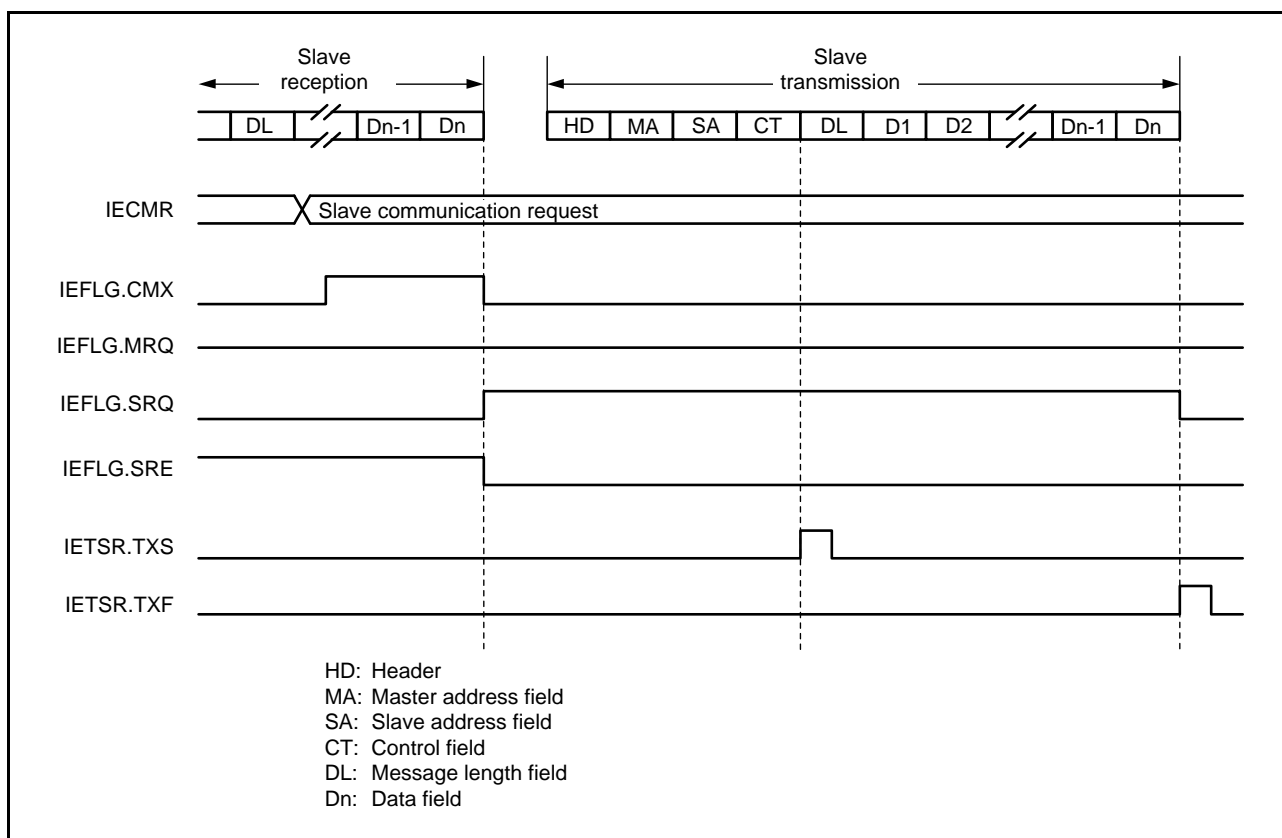 Slave
reception
Slave
transmission
DL Dn-1 Dn HD MA SA CT DL D1 D2 Dn-1 Dn
IECMR Slave communication request
IEFLG.CMX
IEFLG.MRQ
IEFLG.SRQ
IEFLG.SRE
IETSR.TXS
IETSR.TXF
HD: Header
MA: Master address field
SA: Slave address field
CT: Control field
DL: Message length field
Dn: Data field